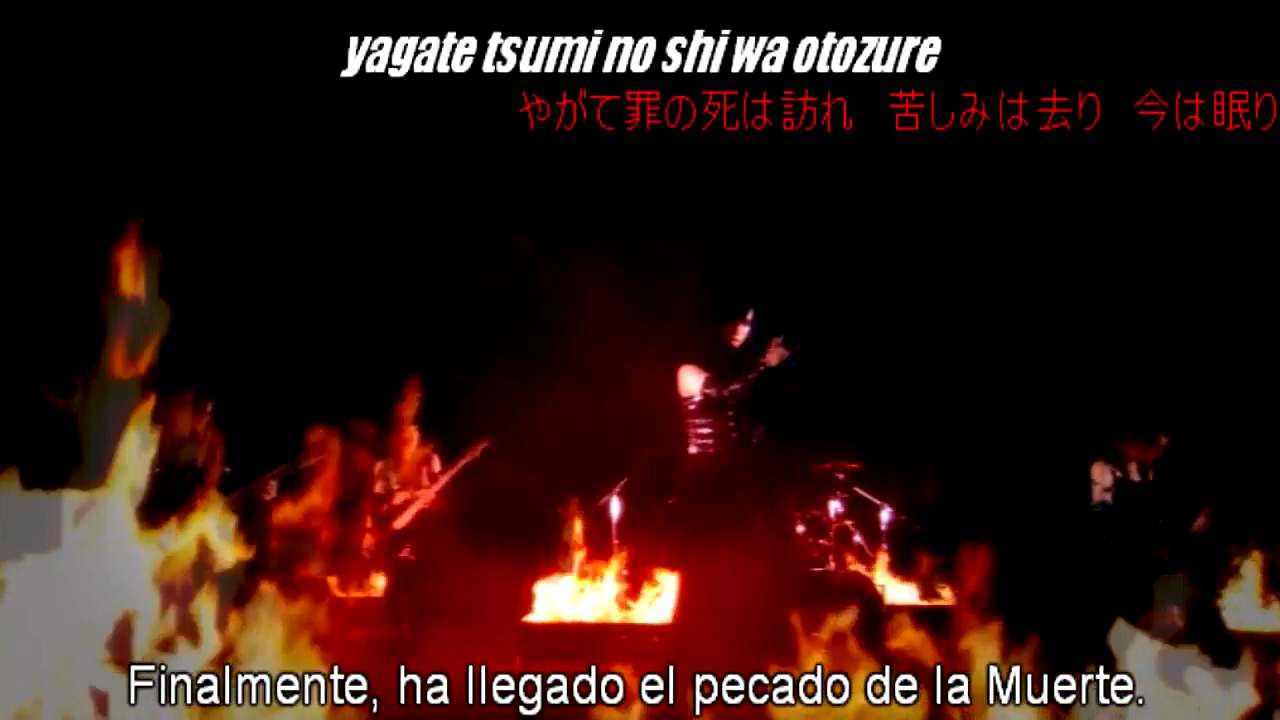 yagate tsumi no shi wa otozure
やがて罪の死は訪れ　苦しみは去り　今は眠り
Finalmente, ha llegado el pecado de la Muerte.